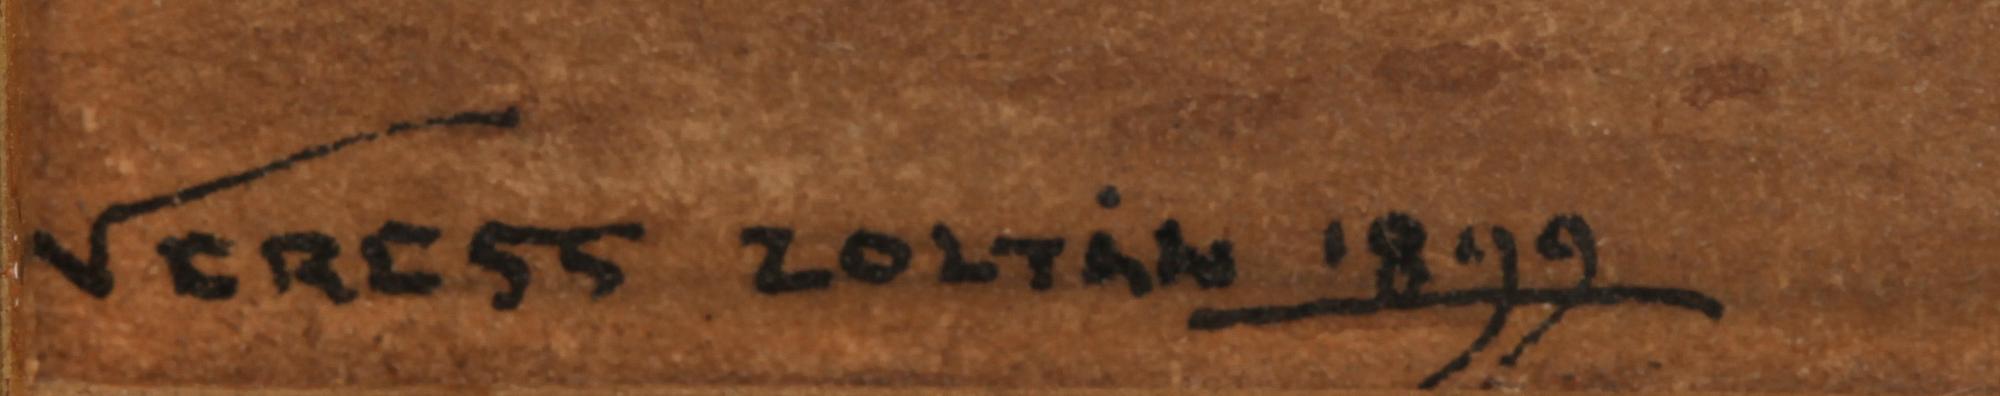 VERESS ZOLTÁN 1899